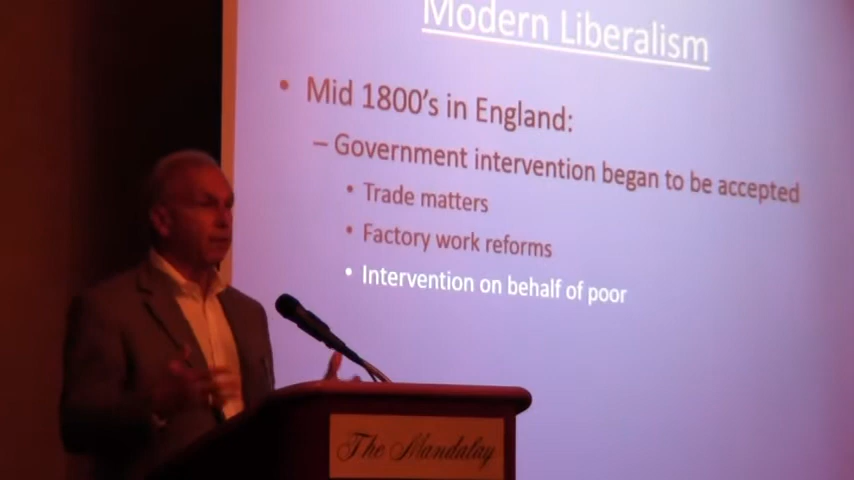 Modern Liberalism
• Mid 1800's in England:
– Government intervention began to be accepted
• Trade matters
• Factory work reforms
• Intervention on behalf of poor
The Mandalay